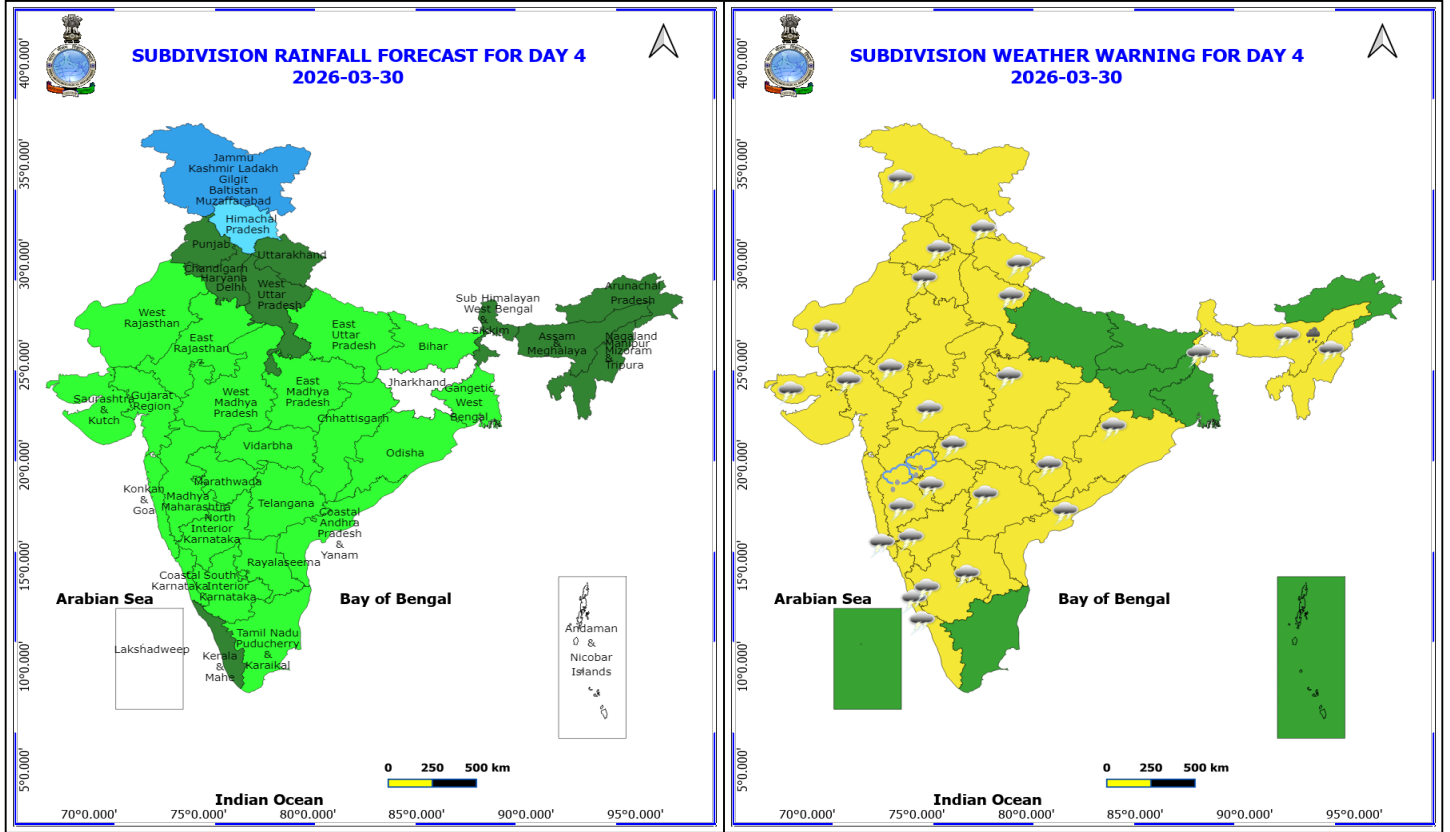 SUBDIVISION RAINFALL FORECAST FOR DAY 4
2026-03-30
40°0.000'
35°0.000'
30°0.000'
25°0.000'
20°0.000'
15°0.000'
10°0.000'
5°0.000'
Jammu
Kashmir Ladakh
Gilgit
Baltistan
Muzaffarabad
Himachal
Pradesh
Punjab
Uttarakhand
Chandigarh
Haryana
Delhi
West
Uttar
Pradesh
West
Rajasthan
East
Rajasthan
East
Uttar
Pradesh
Bihar
Sub Himalayan
West Bengal
&
Sikkim
Arunachal
Pradesh
Assam
&
Meghalaya
Nagaland
Manipur
Mizoram
&
Tripura
Jharkhand
Gangetic
West
Bengal
Saurashtra
&
Kutch
Gujarat
Region
West
Madhya
Pradesh
East
Madhya
Pradesh
Chhattisgarh
Vidarbha
Odisha
Konkan
&
Goa
Marathwada
Madhya
Maharashtra
Telangana
North
Interior
Karnataka
Coastal
Andhra
Pradesh
&
Yanam
Rayalaseema
Coastal
Karnataka
South
Interior
Karnataka
Arabian Sea
Bay of Bengal
Lakshadweep
Kerala
&
Mahe
Tamil Nadu
Puducherry
&
Karaikal
Andaman
&
Nicobar
Islands
0 250 500 km
Indian Ocean
70°0.000' 75°0.000' 80°0.000' 85°0.000' 90°0.000' 95°0.000'
SUBDIVISION WEATHER WARNING FOR DAY 4
2026-03-30
40°0.000'
35°0.000'
30°0.000'
25°0.000'
20°0.000'
15°0.000'
10°0.000'
5°0.000'
Arabian Sea
Bay of Bengal
0 250 500 km
Indian Ocean
70°0.000' 75°0.000' 80°0.000' 85°0.000' 90°0.000' 95°0.000'